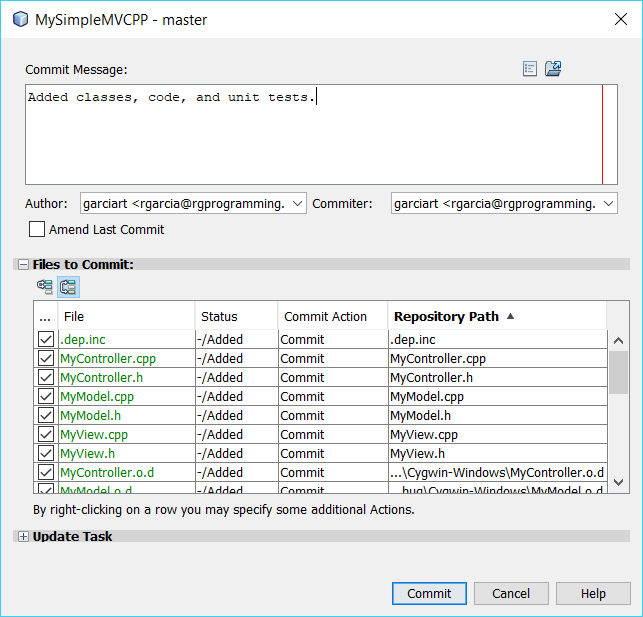 MySimpleMVCPP - master
Commit Message:
Added classes, code, and unit tests.
Author: garciart <rgarcia@rgprogramming. Commiter: garciart <rgarcia@rgprogramming.
Amend Last Commit
Files to Commit:
... File Status Commit Action Repository Path
.dep.inc -/Added Commit .dep.inc
MyController.cpp -/Added Commit MyController.cpp
MyController.h -/Added Commit MyController.h
MyModel.cpp -/Added Commit MyModel.cpp
MyModel.h -/Added Commit MyModel.h
MyView.cpp -/Added Commit MyView.cpp
MyView.h -/Added Commit MyView.h
MyController.o.d -/Added Commit ...\Cygwin-Windows\MyController.o.d
MyModel.o.d -/Added Commit ...bug\Cygwin-Windows\MyModel.o.d
By right-clicking on a row you may specify some additional Actions.
Update Task
Commit Cancel Help